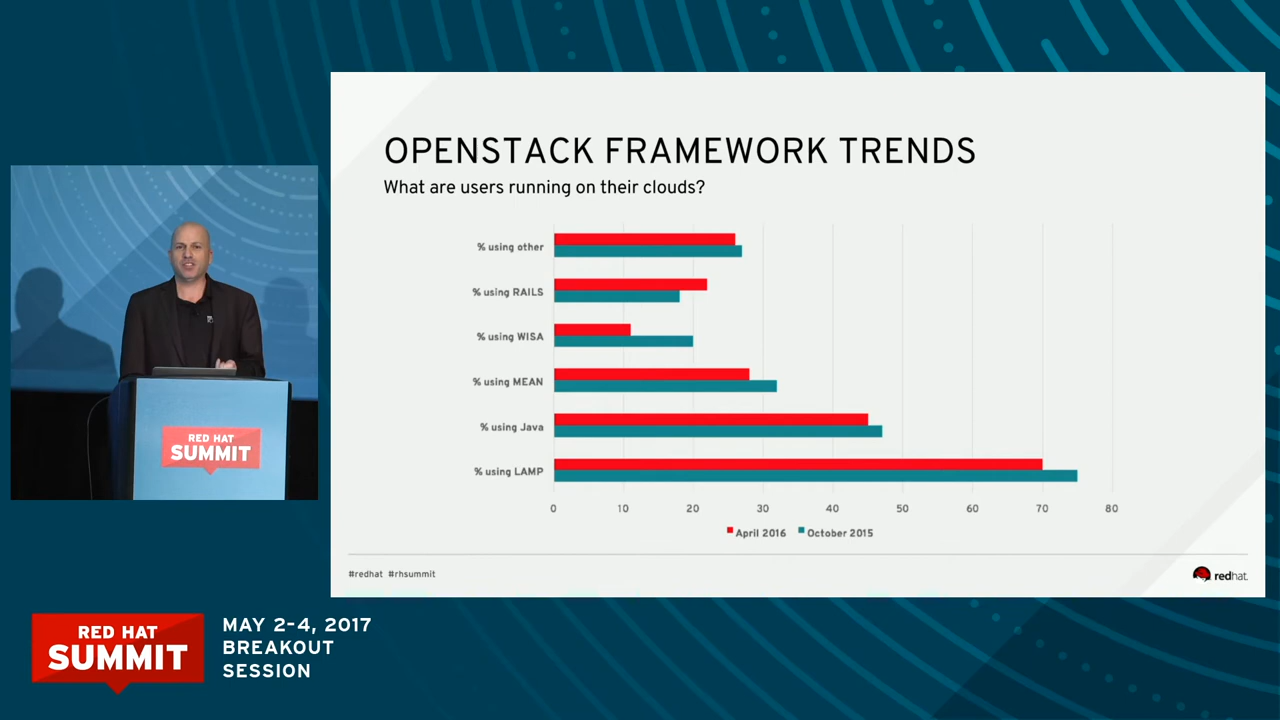 OPENSTACK FRAMEWORK TRENDS
What are users running on their clouds?
% using other
% using RAILS
% using WISA
% using MEAN
% using Java
% using LAMP
0 10 20 30 40 50 60 70 80
April 2016 October 2015
#redhat #rhsummit
redhat.
RED HAT
SUMMIT
RED HAT
SUMMIT
MAY 2-4, 2017
BREAKOUT
SESSION